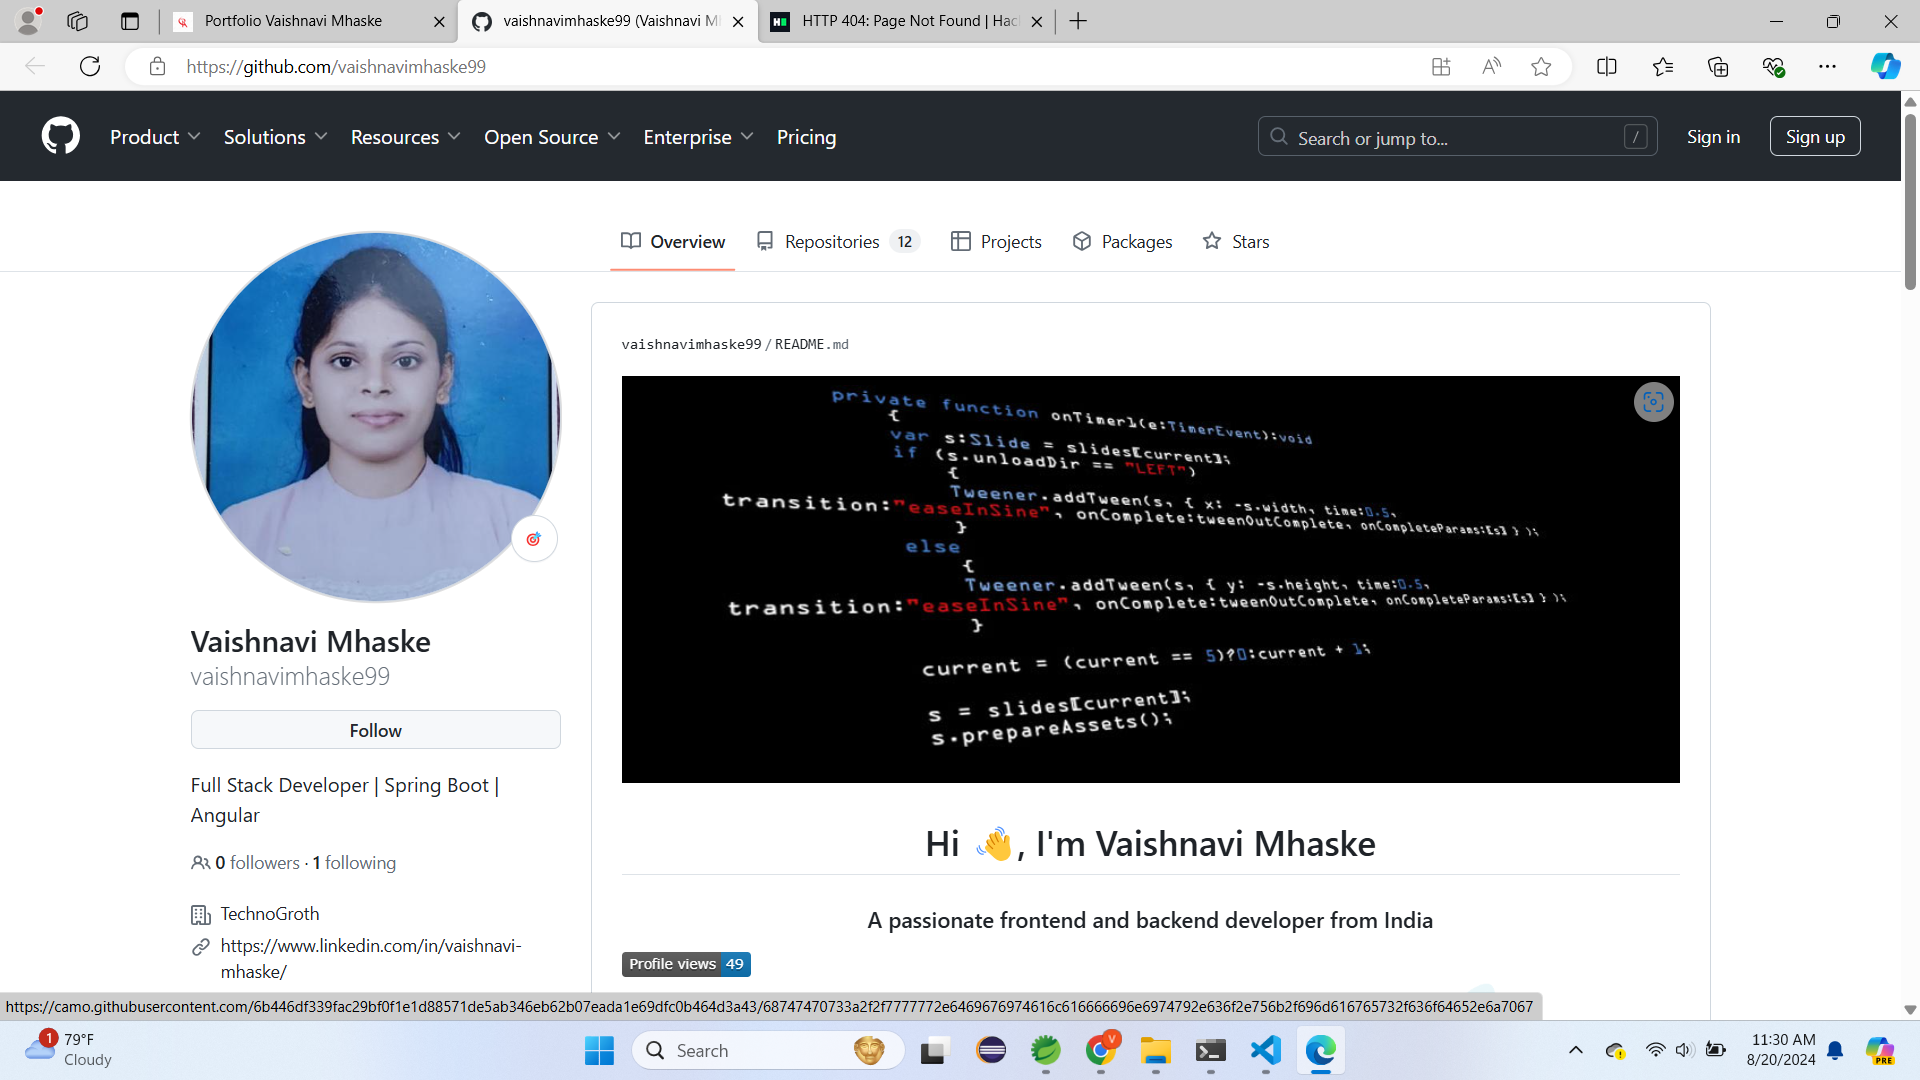 Portfolio Vaishnavi Mhaske
vaishnavimhaske99 (Vaishnavi M
HTTP 404: Page Not Found | Hac
https://github.com/vaishnavimhaske99
Product
Solutions
Resources
Open Source
Enterprise
Pricing
Search or jump to...
/
Sign in
Sign up
Overview
Repositories 12
Projects
Packages
Stars
vaishnavimhaske99/README.md
private function onTimer1(e:TimerEvent):void
{
var s:Slide = slides[current];
if (s.unloadDir == "LEFT")
{
Tweener.addTween(s, { x: -s.width, time:0.5,
transition:"easeInSine", onComplete:tweenOutComplete, onCompleteParams:[s] } );
}
else
{
Tweener.addTween(s, { y: -s.height, time:0.5,
transition:"easeInSine", onComplete:tweenOutComplete, onCompleteParams:[s] } );
}
current = (current == 5)?0:current + 1;
s = slides[current];
s.prepareAssets();
Vaishnavi Mhaske
vaishnavimhaske99
Follow
Full Stack Developer | Spring Boot |
Angular
0 followers · 1 following
TechnoGroth
https://www.linkedin.com/in/vaishnavi-
mhaske/
Hi 👋, I'm Vaishnavi Mhaske
A passionate frontend and backend developer from India
Profile views 49
https://camo.githubusercontent.com/6b446df339fac29bf0f1e1d88571de5ab346eb62b07eada1e69dfc0b464d3a43/68747470733a2f2f7777772e6469676974616c616666696e6974792e636f2e756b2f696d616765732f636f64652e6a7067
1
79°F
Cloudy
Search
V
PRE
11:30 AM
8/20/2024